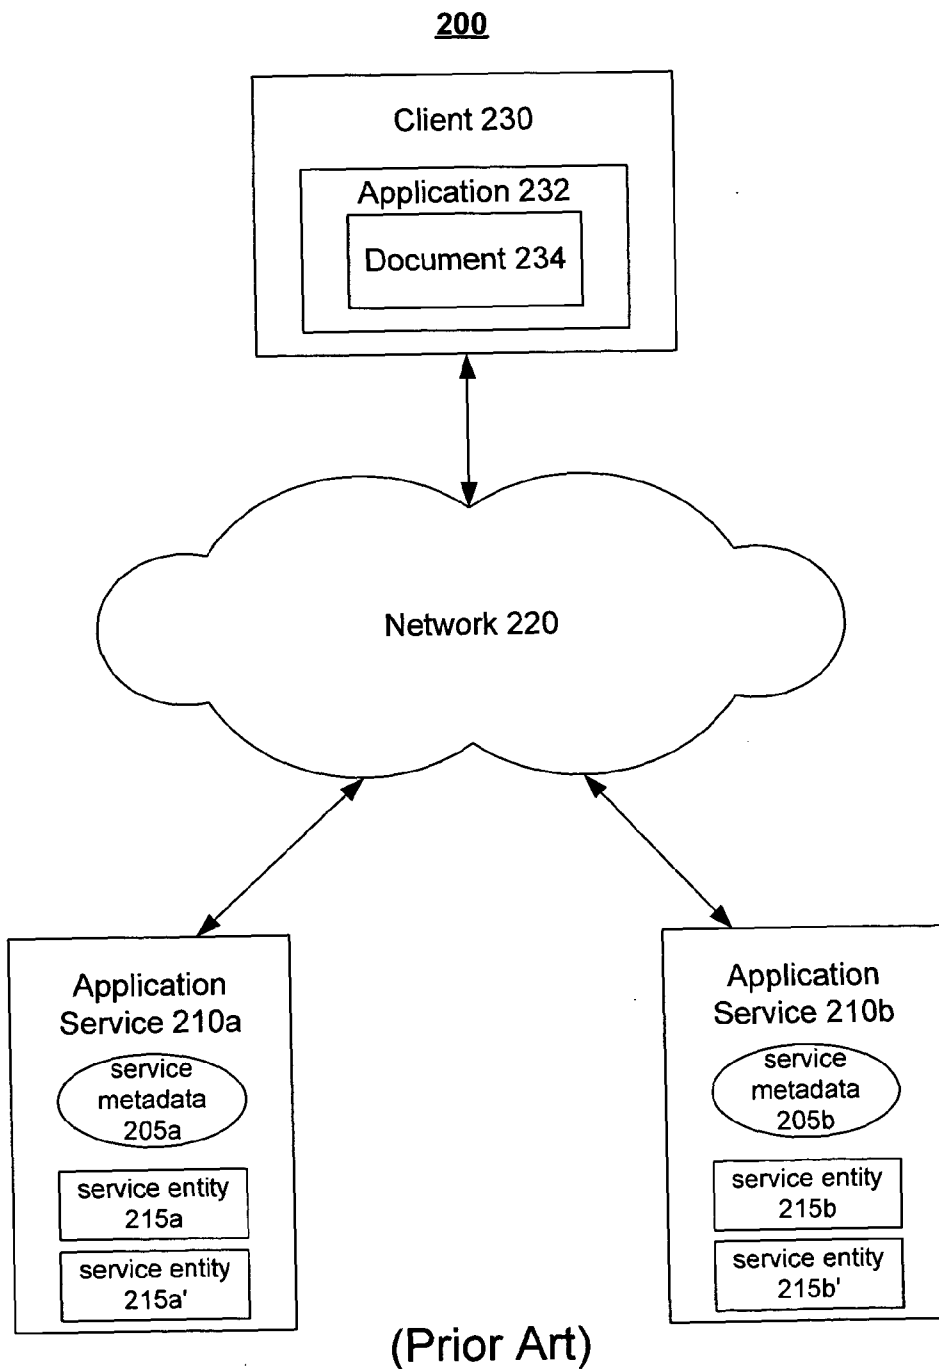 200
Client 230
Application 232
Document 234
Network 220
Application
Service 210a
service
metadata
205a
service entity
215a
service entity
215a'
Application
Service 210b
service
metadata
205b
service entity
215b
service entity
215b'
(Prior Art)